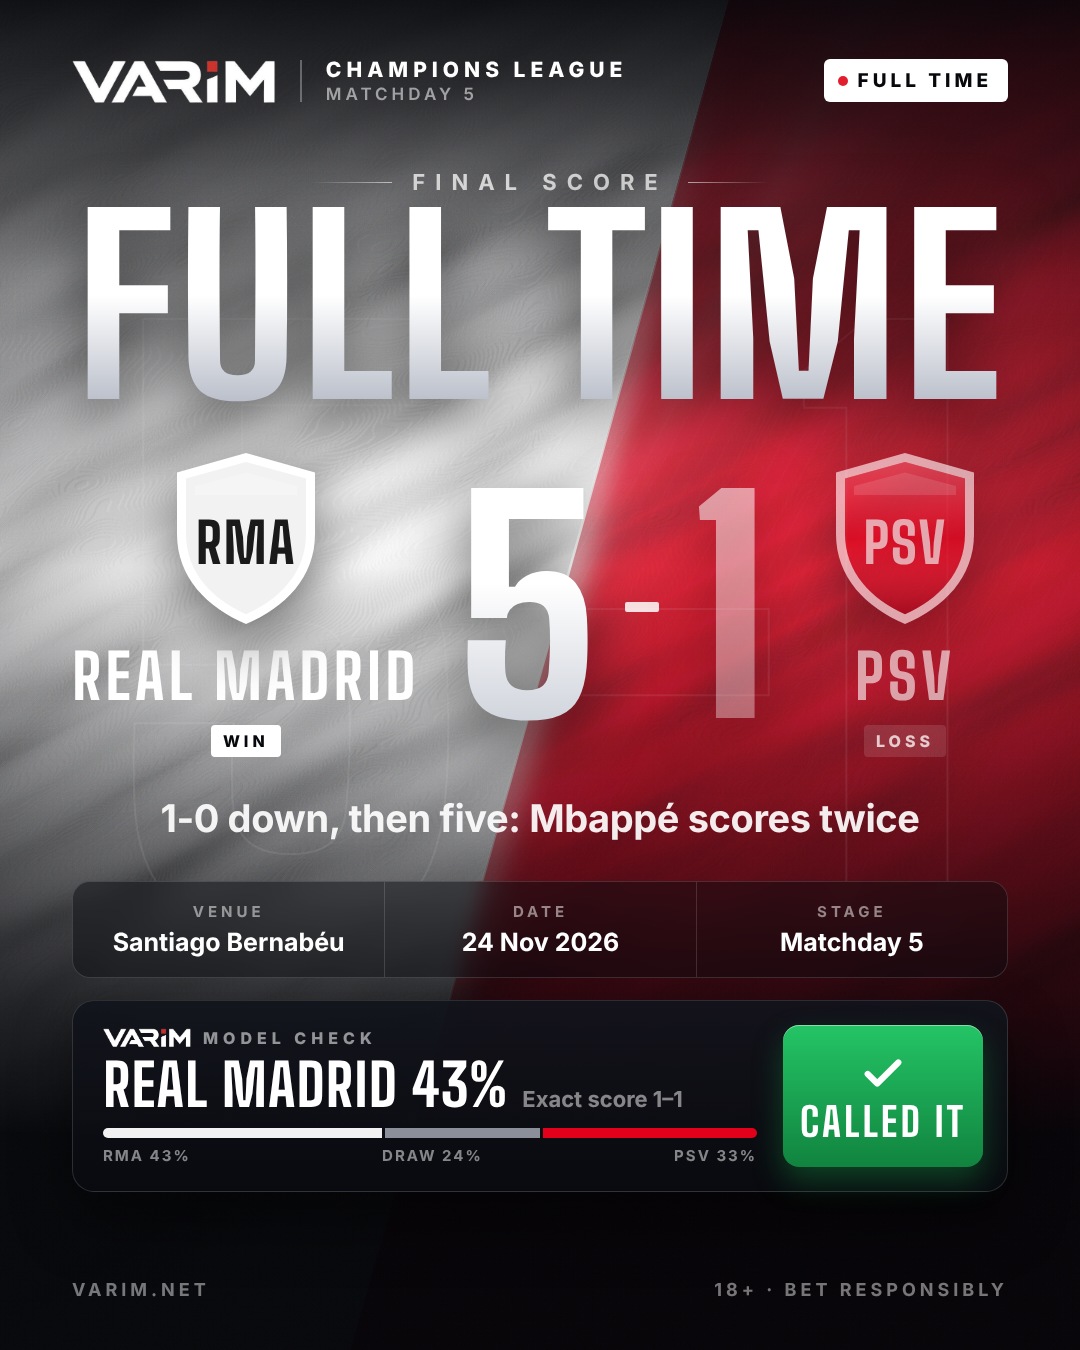 VARiM
CHAMPIONS LEAGUE
MATCHDAY 5
FULL TIME
FINAL SCORE
FULL TIME
RMA
5 - 1
PSV
REAL MADRID
PSV
WIN
LOSS
1-0 down, then five: Mbappé scores twice
VENUE
Santiago Bernabéu
DATE
24 Nov 2026
STAGE
Matchday 5
VARiM MODEL CHECK
REAL MADRID 43% Exact score 1–1
RMA 43% DRAW 24% PSV 33%
CALLED IT
VARIM.NET
18+ · BET RESPONSIBLY